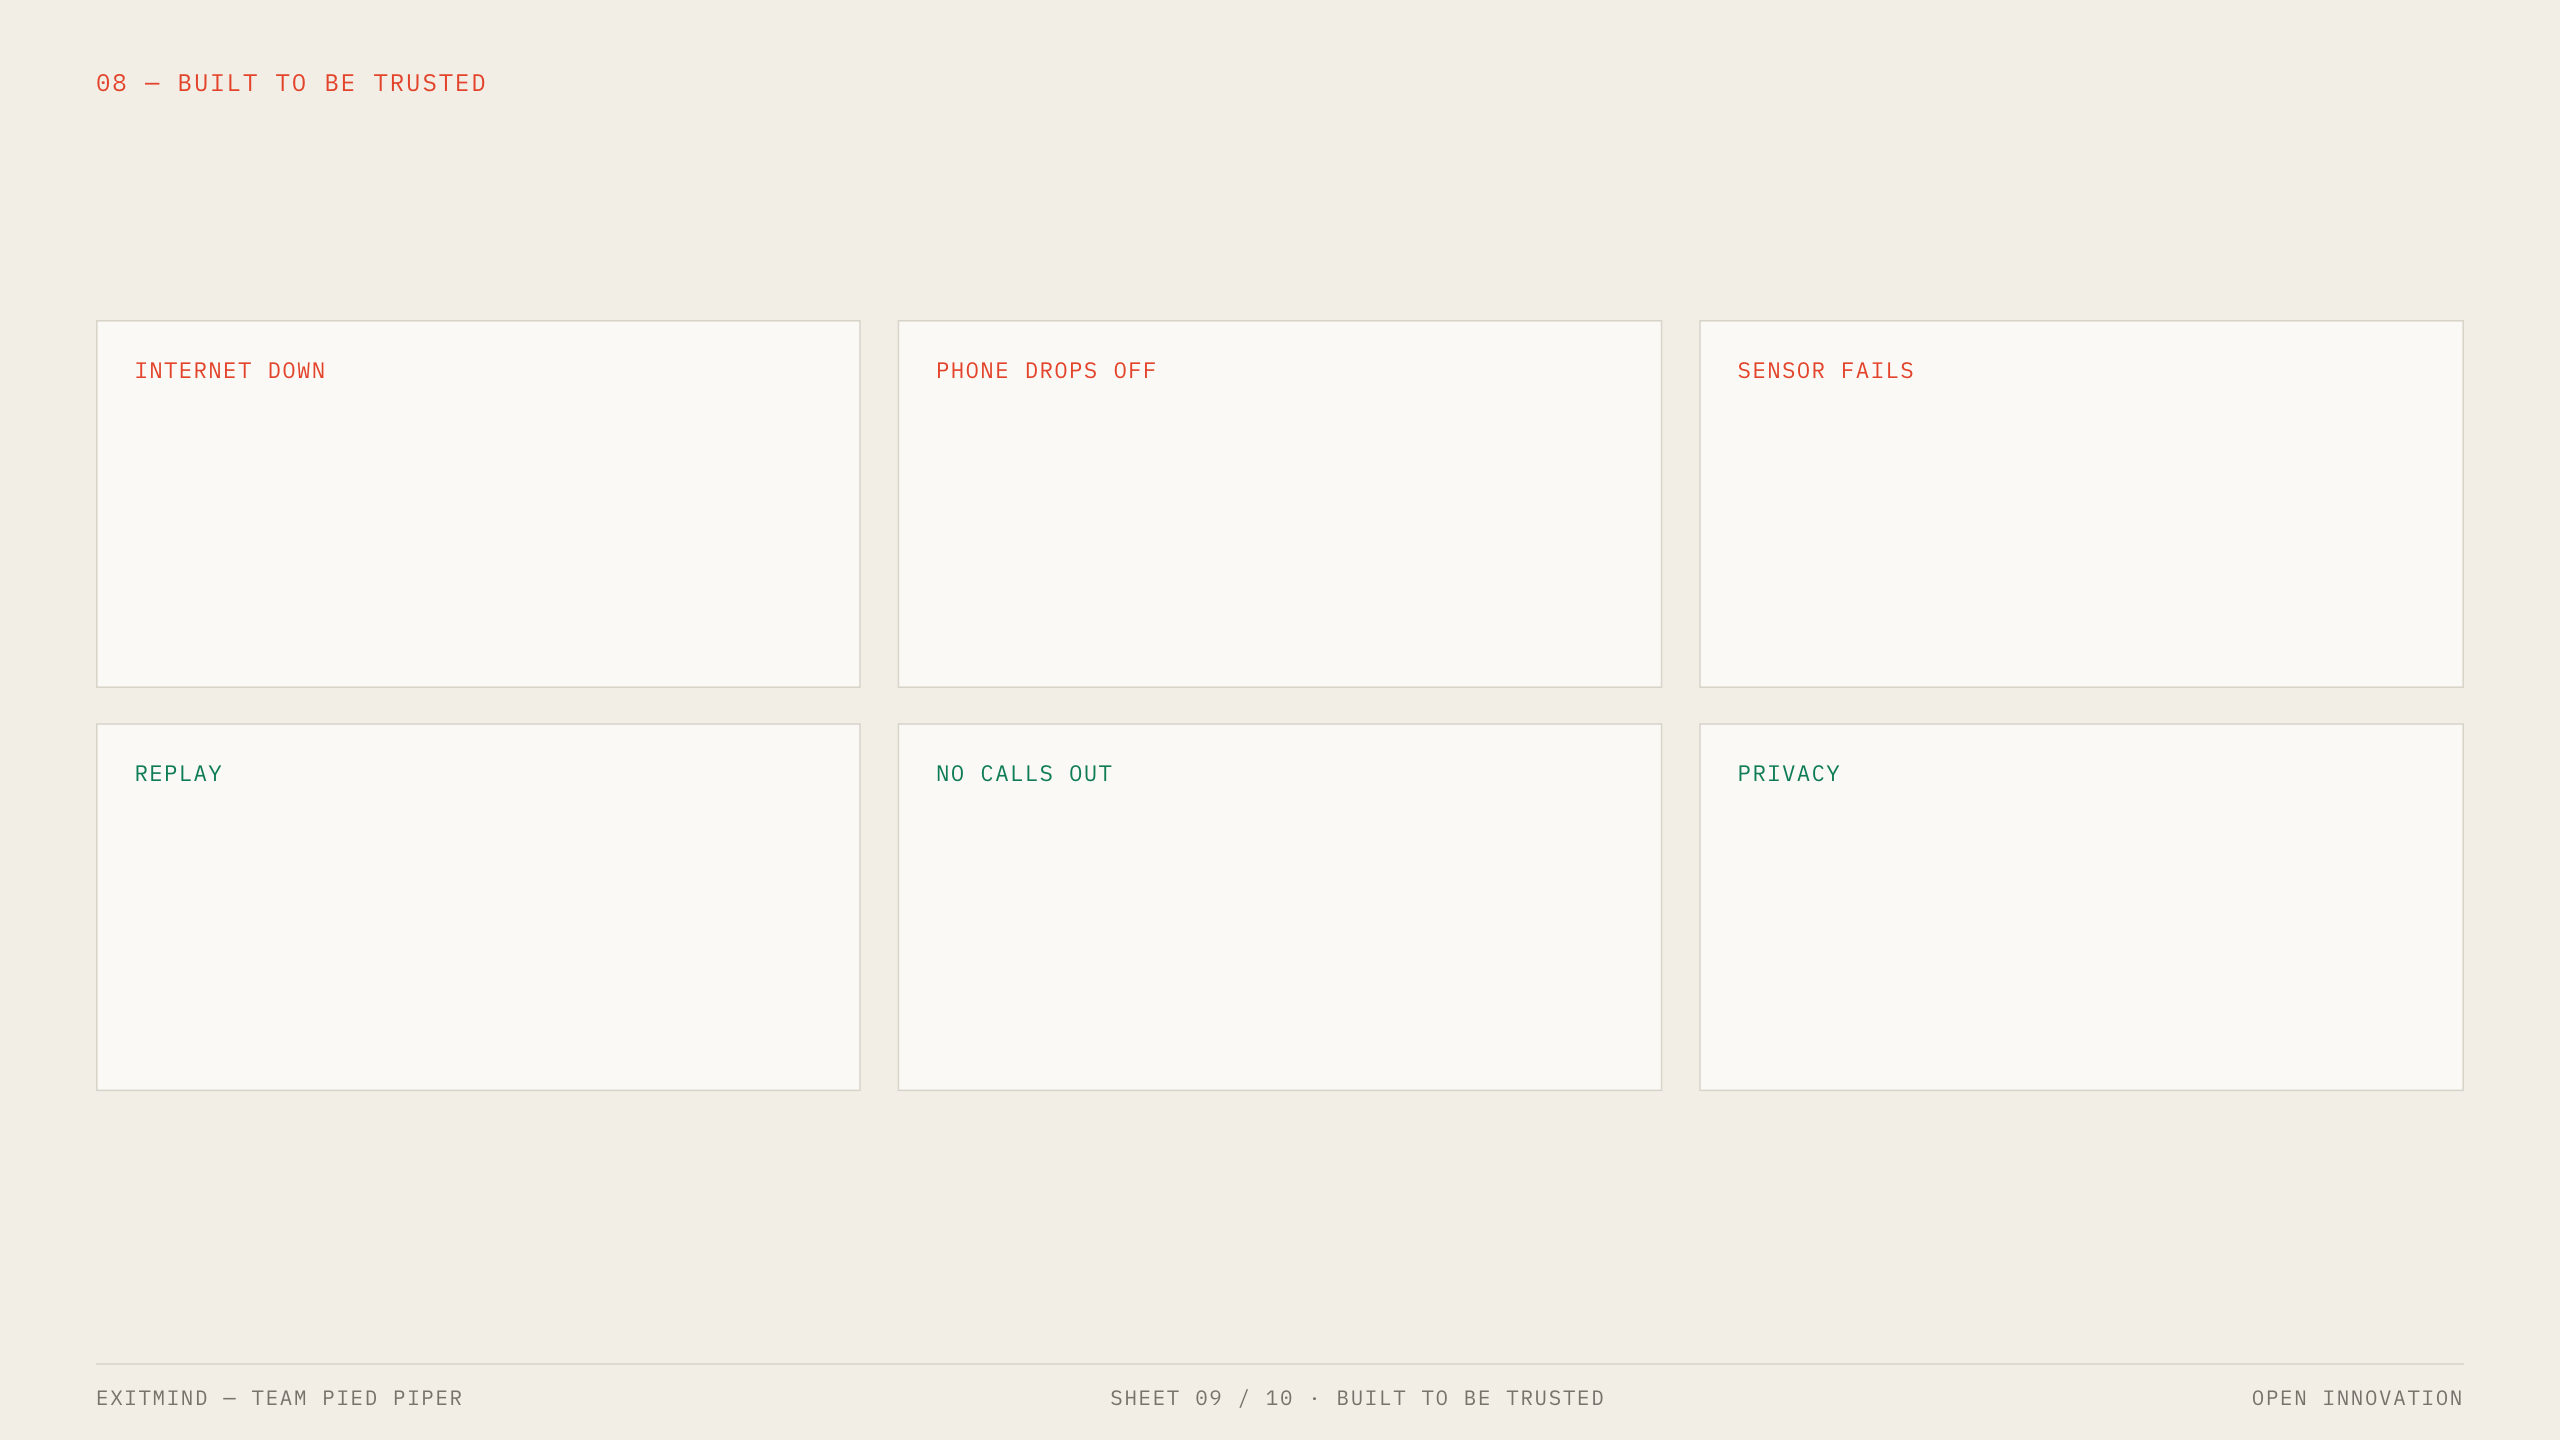 08 — BUILT TO BE TRUSTED
INTERNET DOWN
PHONE DROPS OFF
SENSOR FAILS
REPLAY
NO CALLS OUT
PRIVACY
EXITMIND — TEAM PIED PIPER
SHEET 09 / 10 · BUILT TO BE TRUSTED
OPEN INNOVATION